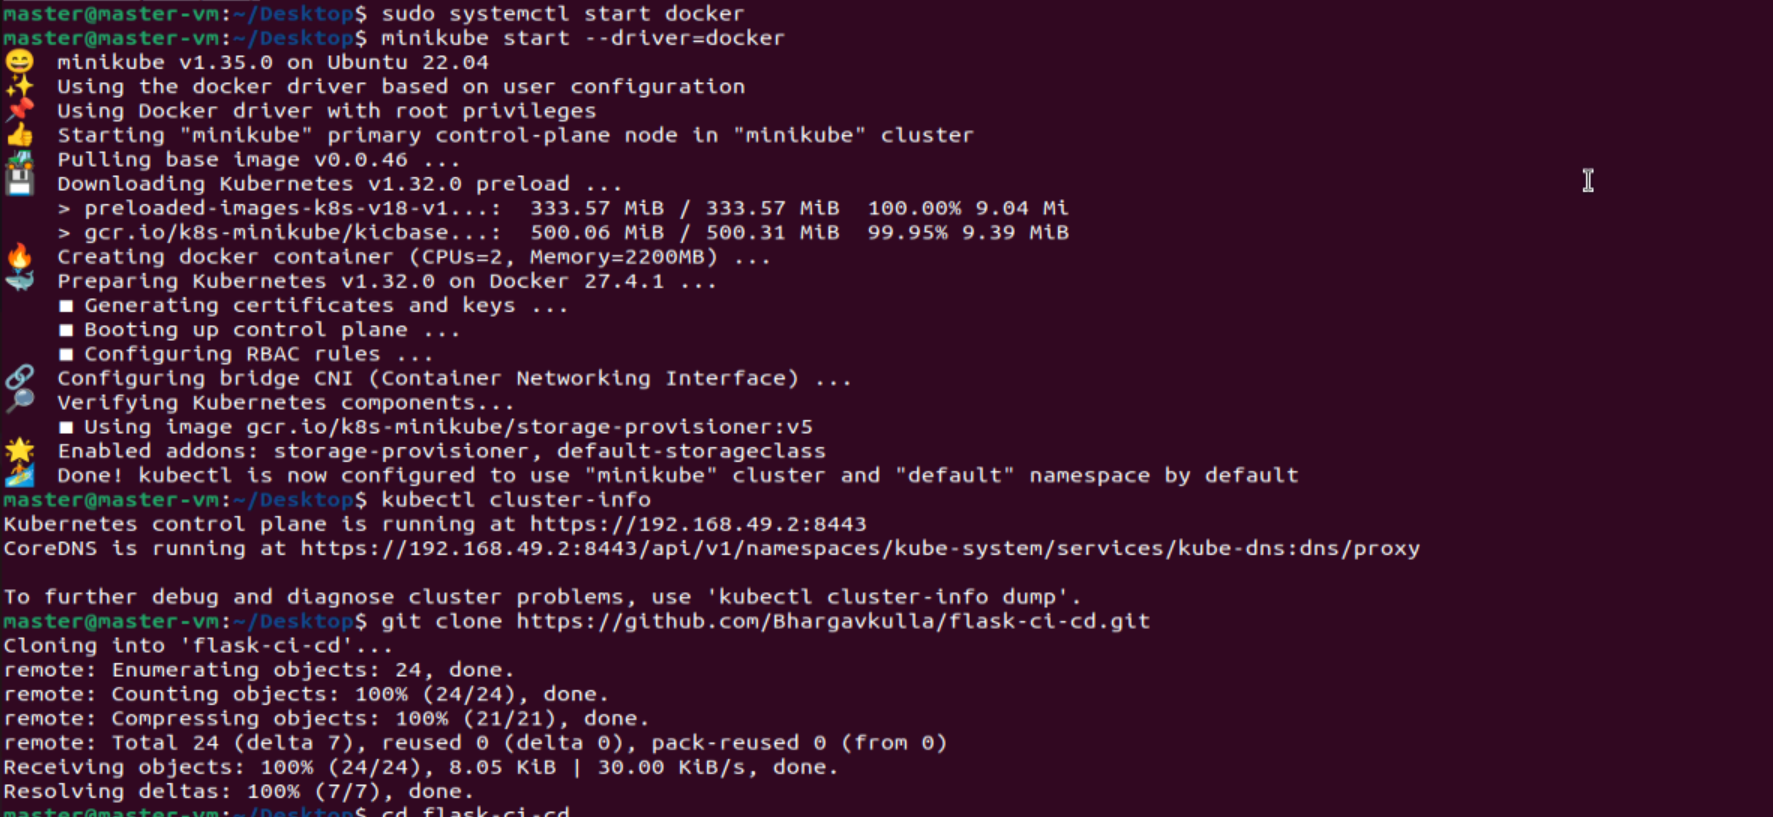 master@master-vm:~/Desktop$ sudo systemctl start docker
master@master-vm:~/Desktop$ minikube start --driver=docker
😄 minikube v1.35.0 on Ubuntu 22.04
✨ Using the docker driver based on user configuration
📌 Using Docker driver with root privileges
👍 Starting "minikube" primary control-plane node in "minikube" cluster
🚜 Pulling base image v0.0.46 ...
💾 Downloading Kubernetes v1.32.0 preload ...
> preloaded-images-k8s-v18-v1...: 333.57 MiB / 333.57 MiB 100.00% 9.04 Mi
> gcr.io/k8s-minikube/kicbase...: 500.06 MiB / 500.31 MiB 99.95% 9.39 MiB
🔥 Creating docker container (CPUs=2, Memory=2200MB) ...
🐳 Preparing Kubernetes v1.32.0 on Docker 27.4.1 ...
■ Generating certificates and keys ...
■ Booting up control plane ...
■ Configuring RBAC rules ...
🔗 Configuring bridge CNI (Container Networking Interface) ...
🔎 Verifying Kubernetes components...
■ Using image gcr.io/k8s-minikube/storage-provisioner:v5
🌟 Enabled addons: storage-provisioner, default-storageclass
🏄 Done! kubectl is now configured to use "minikube" cluster and "default" namespace by default
master@master-vm:~/Desktop$ kubectl cluster-info
Kubernetes control plane is running at https://192.168.49.2:8443
CoreDNS is running at https://192.168.49.2:8443/api/v1/namespaces/kube-system/services/kube-dns:dns/proxy
To further debug and diagnose cluster problems, use 'kubectl cluster-info dump'.
master@master-vm:~/Desktop$ git clone https://github.com/Bhargavkulla/flask-ci-cd.git
Cloning into 'flask-ci-cd'...
remote: Enumerating objects: 24, done.
remote: Counting objects: 100% (24/24), done.
remote: Compressing objects: 100% (21/21), done.
remote: Total 24 (delta 7), reused 0 (delta 0), pack-reused 0 (from 0)
Receiving objects: 100% (24/24), 8.05 KiB | 30.00 KiB/s, done.
Resolving deltas: 100% (7/7), done.
master@master-vm:~/Desktop$ cd flask-ci-cd